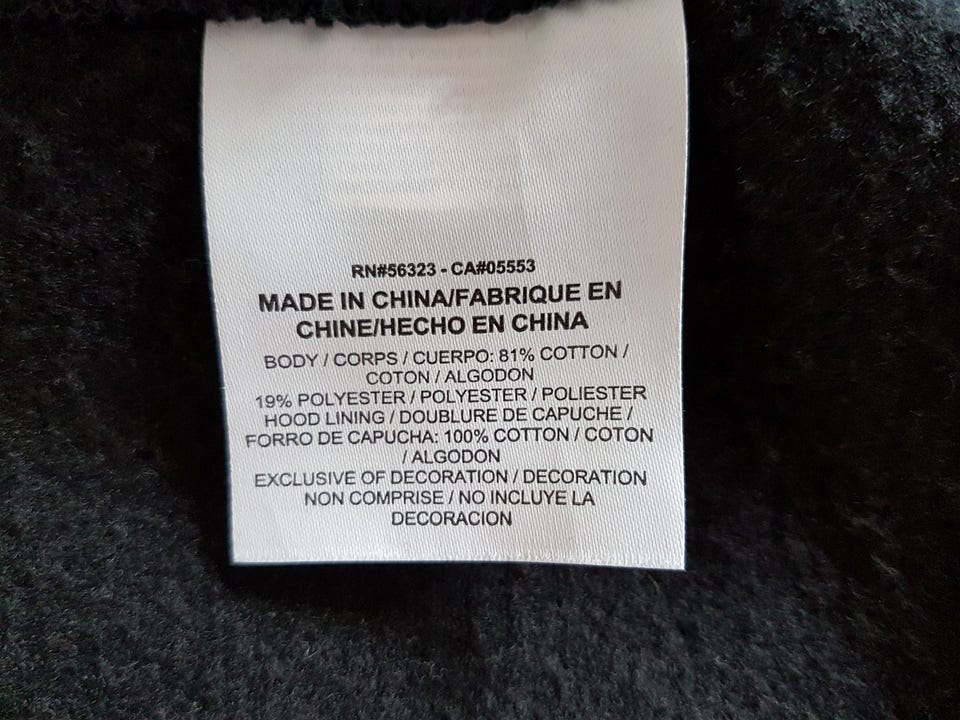 RN#56323 - CA#05553
MADE IN CHINA/FABRIQUE EN
CHINE/HECHO EN CHINA
BODY / CORPS / CUERPO: 81% COTTON /
COTON / ALGODON
19% POLYESTER / POLYESTER / POLIESTER
HOOD LINING / DOUBLURE DE CAPUCHE /
FORRO DE CAPUCHA: 100% COTTON / COTON
/ ALGODON
EXCLUSIVE OF DECORATION / DECORATION
NON COMPRISE / NO INCLUYE LA
DECORACION